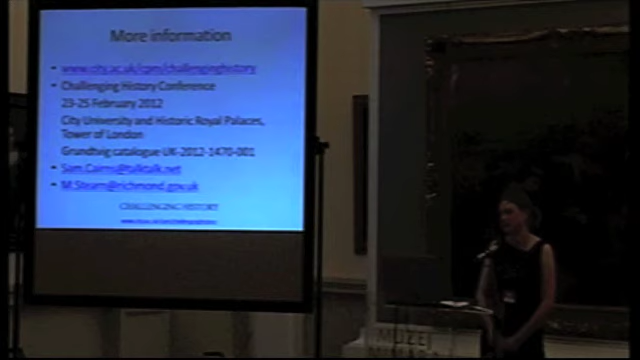 More information
www.city.ac.uk/cpm/challenginghistory
Challenging History Conference
23-25 February 2012
City University and Historic Royal Palaces,
Tower of London
Grundtvig catalogue UK-2012-1470-001
Sam.Cairns@talktalk.net
M.Stearn@richmond.gov.uk
CHALLENGING HISTORY
MUZEJ